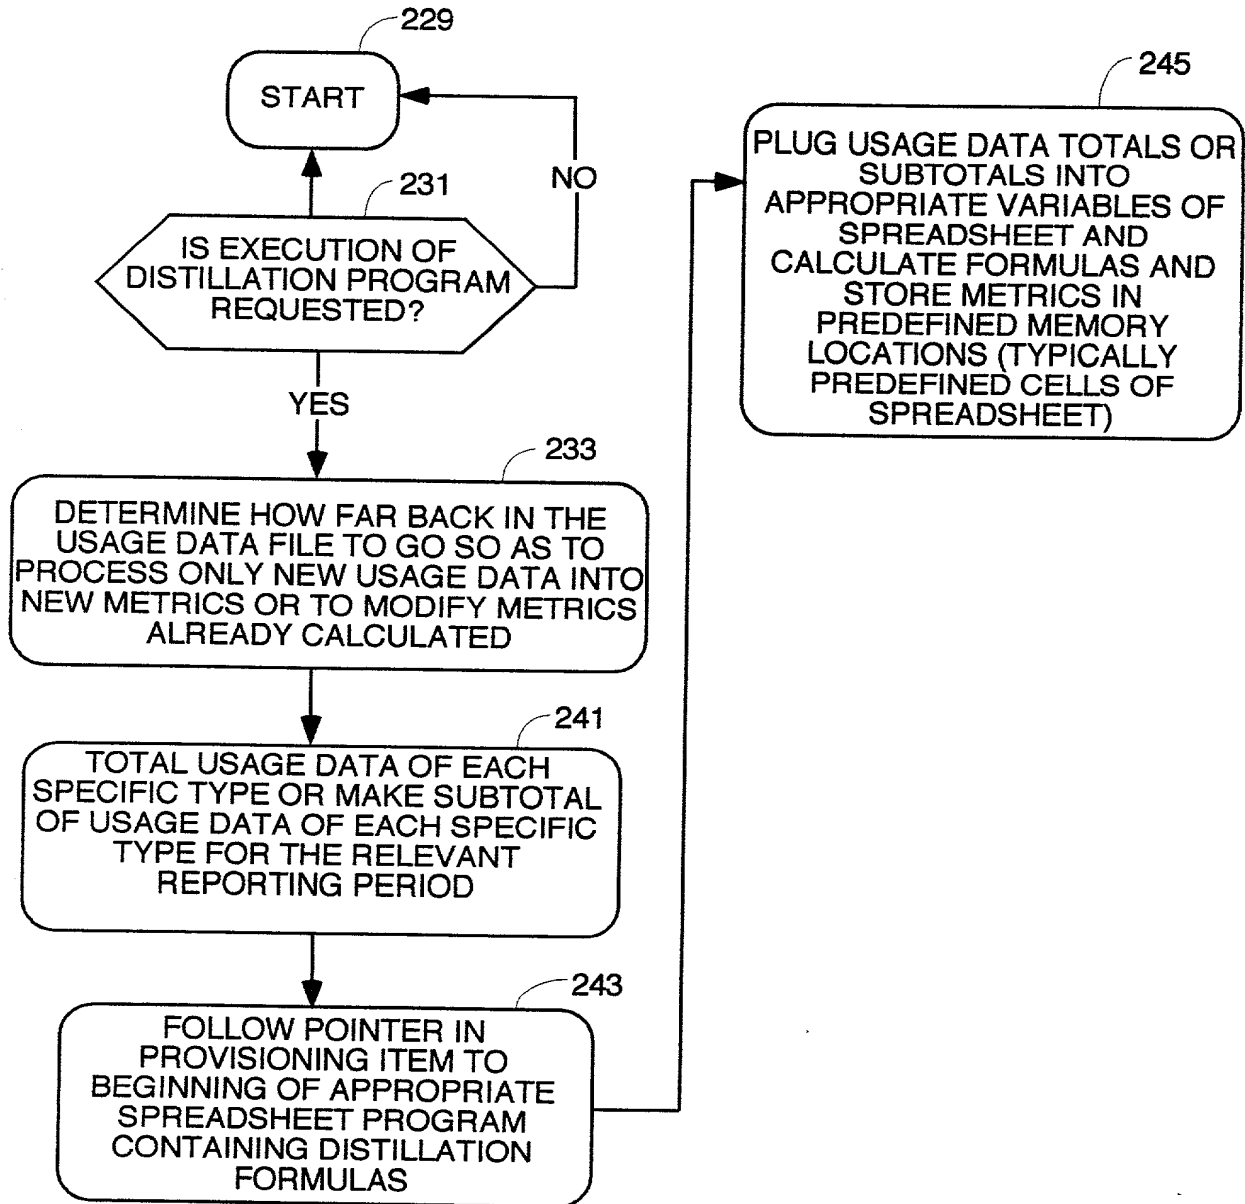 229
START
NO
231
IS EXECUTION OF
DISTILLATION PROGRAM
REQUESTED?
YES
233
DETERMINE HOW FAR BACK IN THE
USAGE DATA FILE TO GO SO AS TO
PROCESS ONLY NEW USAGE DATA INTO
NEW METRICS OR TO MODIFY METRICS
ALREADY CALCULATED
241
TOTAL USAGE DATA OF EACH
SPECIFIC TYPE OR MAKE SUBTOTAL
OF USAGE DATA OF EACH SPECIFIC
TYPE FOR THE RELEVANT
REPORTING PERIOD
243
FOLLOW POINTER IN
PROVISIONING ITEM TO
BEGINNING OF APPROPRIATE
SPREADSHEET PROGRAM
CONTAINING DISTILLATION
FORMULAS
245
PLUG USAGE DATA TOTALS OR
SUBTOTALS INTO
APPROPRIATE VARIABLES OF
SPREADSHEET AND
CALCULATE FORMULAS AND
STORE METRICS IN
PREDEFINED MEMORY
LOCATIONS (TYPICALLY
PREDEFINED CELLS OF
SPREADSHEET)